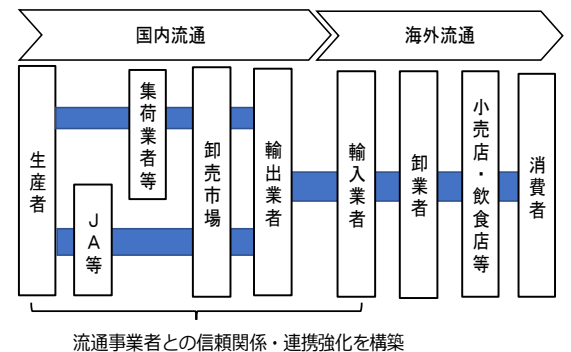 国内流通
海外流通
生産者
集荷業者等
JA等
卸売市場
輸出業者
輸入業者
卸業者
小売店・飲食店等
消費者
流通事業者との信頼関係・連携強化を構築